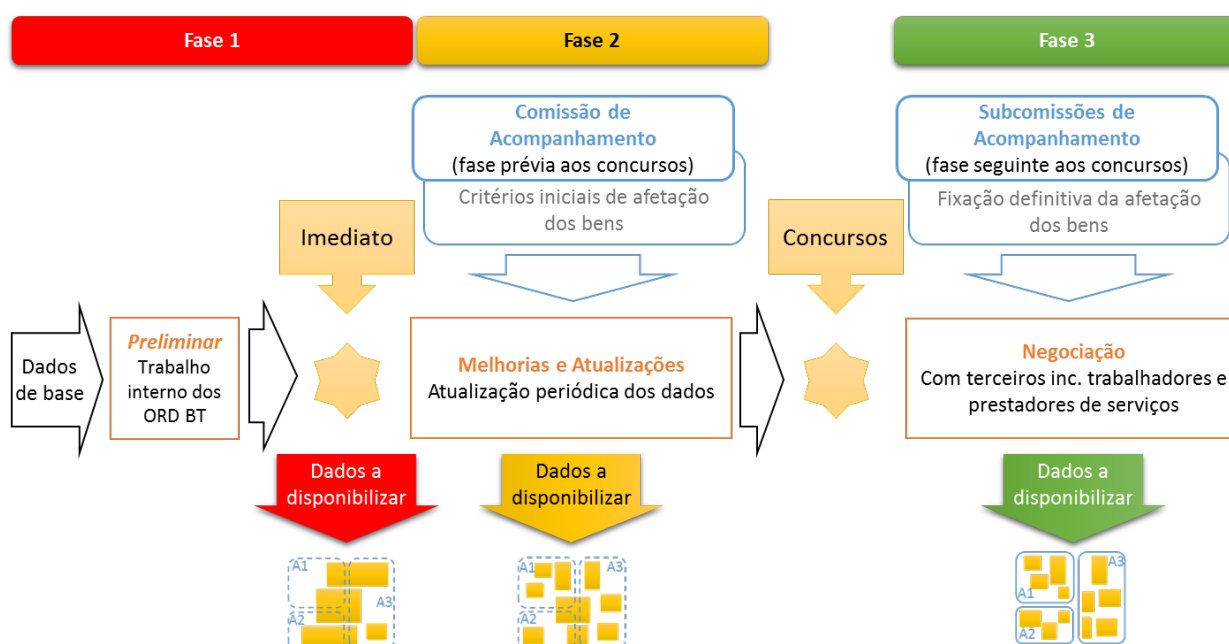 Fase 1
Fase 2
Fase 3
Comissão de
Acompanhamento
(fase prévia aos concursos)
Critérios iniciais de afetação
dos bens
Subcomissões de
Acompanhamento
(fase seguinte aos concursos)
Fixação definitiva da afetação
dos bens
Imediato
Concursos
Dados
de base
Preliminar
Trabalho
interno dos
ORD BT
Melhorias e Atualizações
Atualização periódica dos dados
Negociação
Com terceiros inc. trabalhadores e
prestadores de serviços
Dados a
disponibilizar
Dados a
disponibilizar
Dados a
disponibilizar
A1
A2
A3
A1
A2
A3
A1
A2
A3